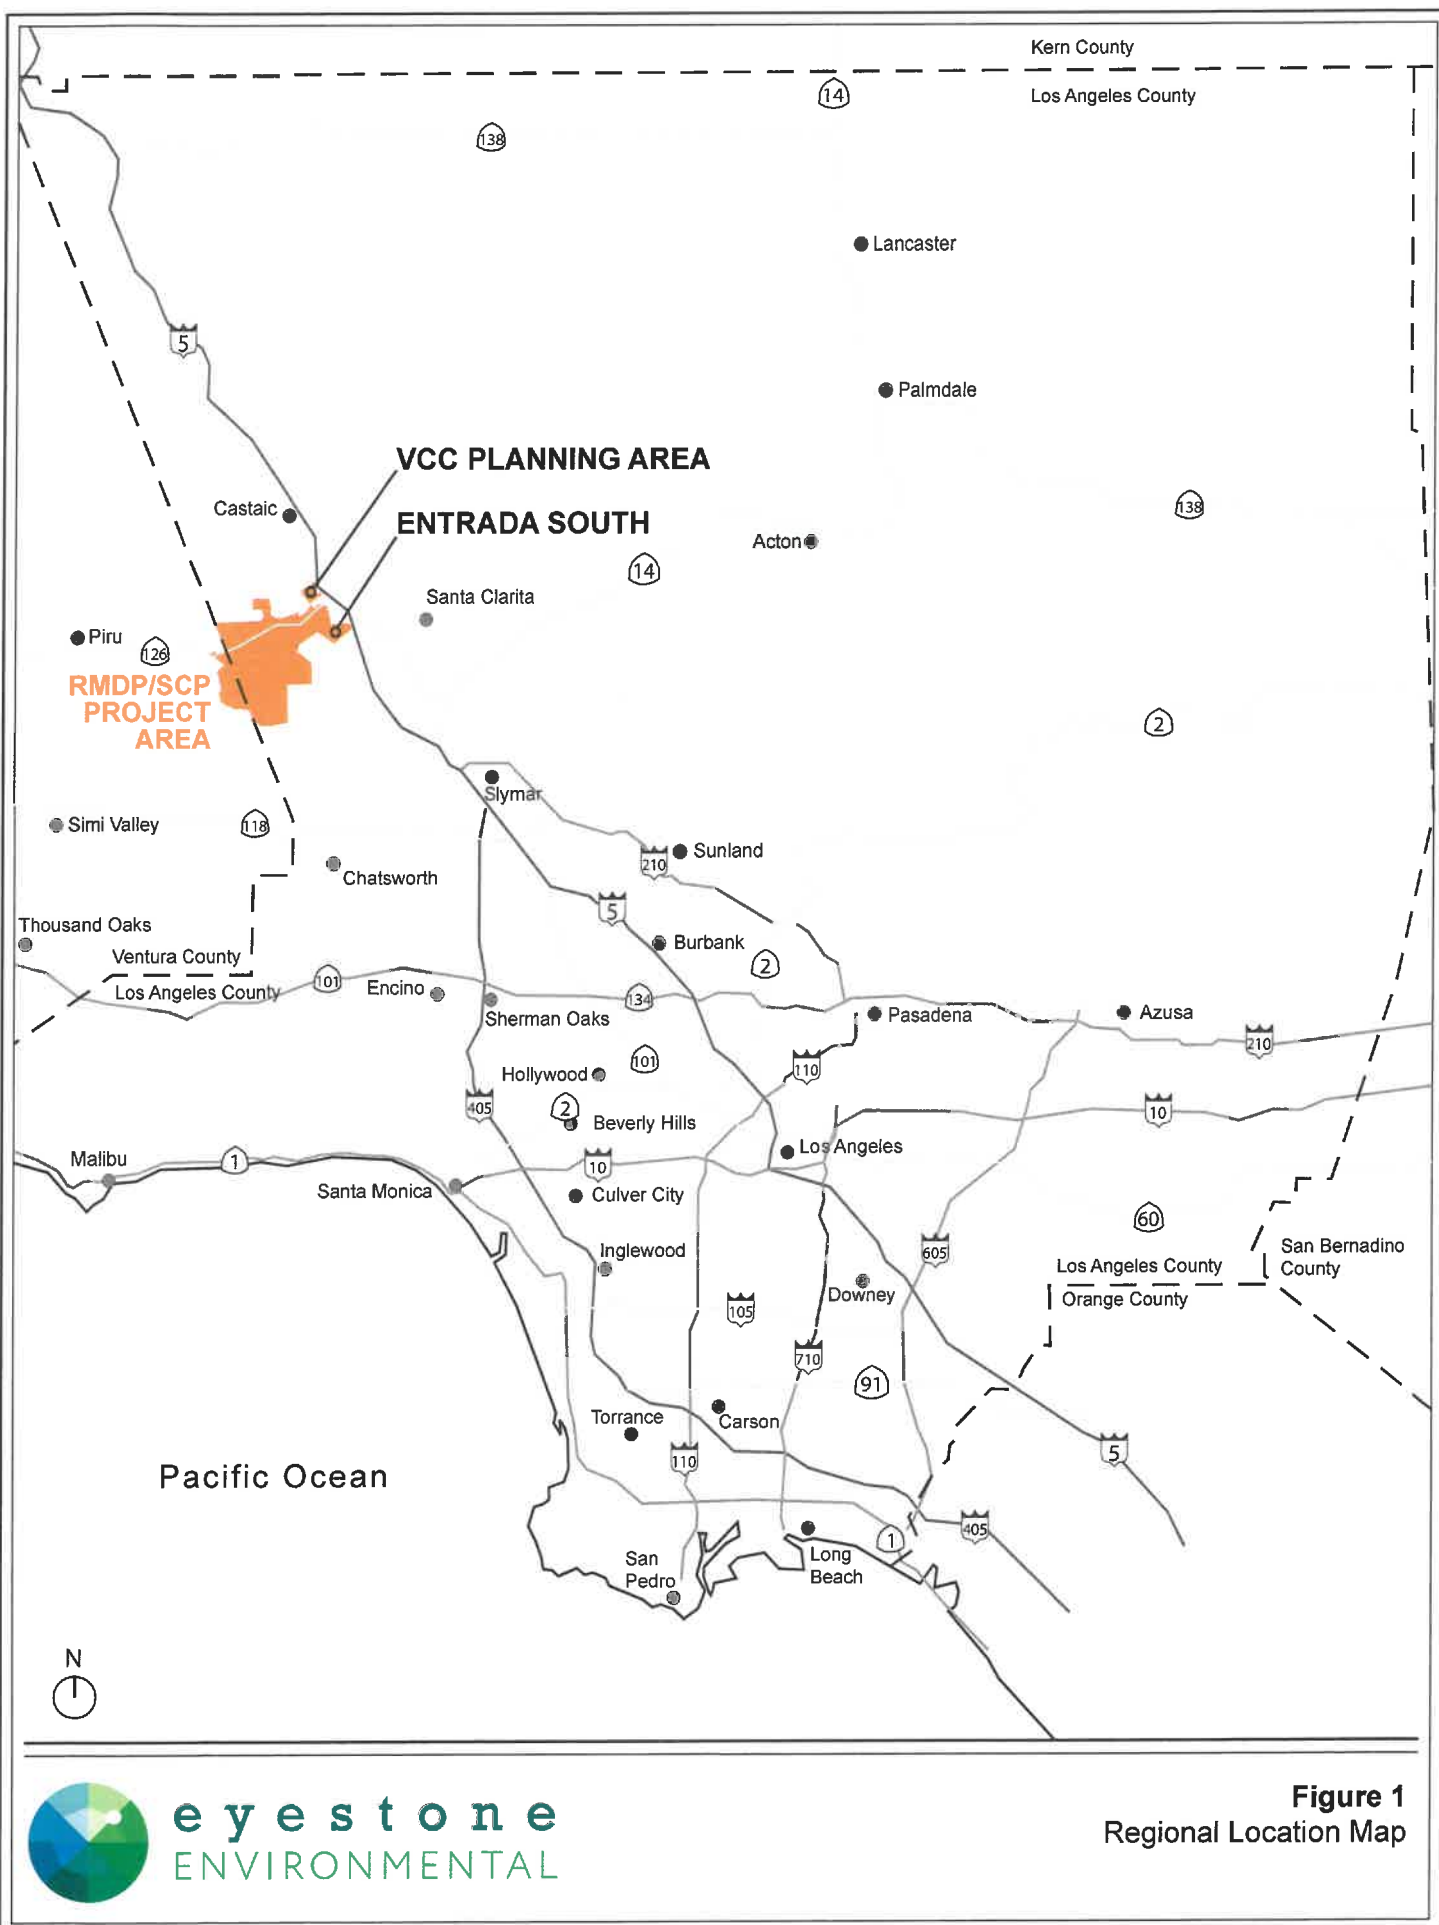 Kern County
14
Los Angeles County
138
Lancaster
5
Palmdale
VCC PLANNING AREA
Castaic
138
ENTRADA SOUTH
Acton
14
Santa Clarita
Piru
126
RMDP/SCP
PROJECT
AREA
2
Slymar
Simi Valley
118
Sunland
210
Chatsworth
5
Thousand Oaks
Burbank
Ventura County
2
101
Encino
Los Angeles County
134
Sherman Oaks
Pasadena
Azusa
210
101
110
Hollywood
405
2
10
Beverly Hills
Los Angeles
Malibu
1
10
Santa Monica
Culver City
60
Inglewood
605
San Bernadino
County
Los Angeles County
Downey
Orange County
105
710
91
Torrance
Carson
110
5
Pacific Ocean
405
1
Long
Beach
San
Pedro
N
Figure 1
Regional Location Map
eyestone
ENVIRONMENTAL